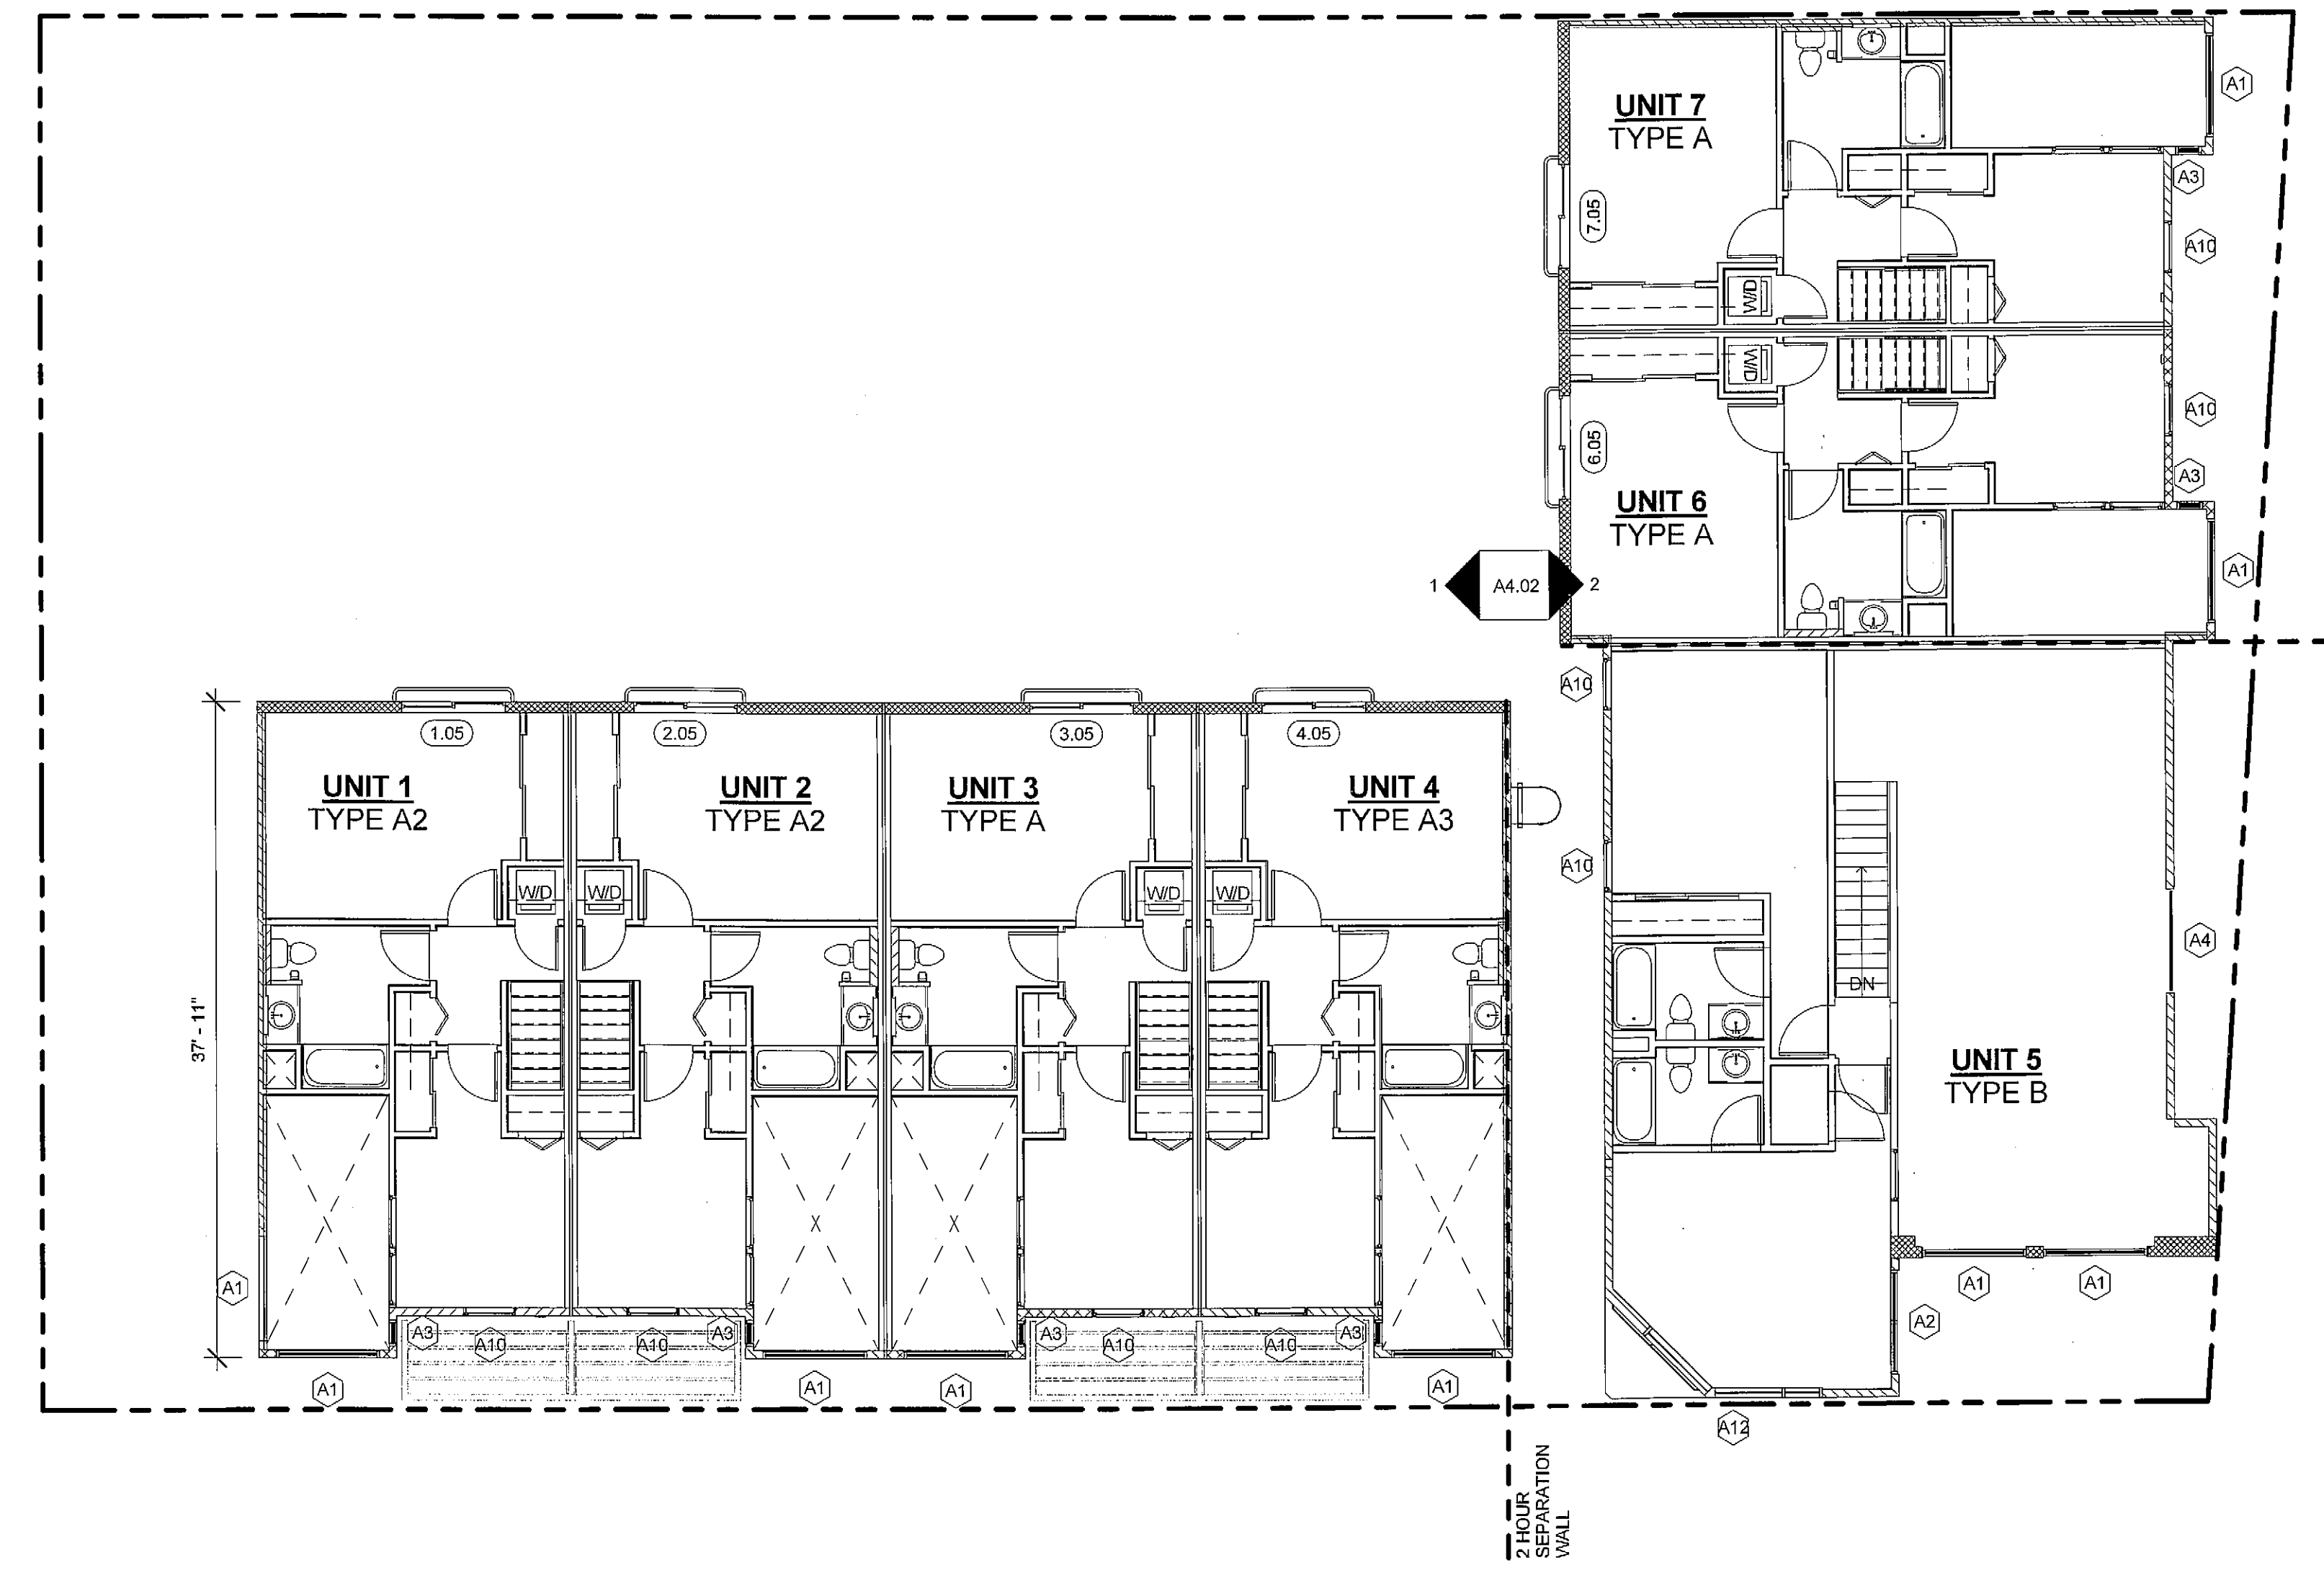 A1
UNIT 7
TYPE A
A3
7.05
A10
W/D
W/D
A10
6.05
A3
UNIT 6
TYPE A
A1
1
A4.02
2
A10
1.05
2.05
3.05
4.05
UNIT 1
TYPE A2
UNIT 2
TYPE A2
UNIT 3
TYPE A
UNIT 4
TYPE A3
A10
W/D
W/D
W/D
W/D
A4
DN
37' - 11"
UNIT 5
TYPE B
A1
A1
A1
A2
A3
A10
A10
A3
A3
A10
A10
A3
A1
A1
A1
A1
A12
2 HOUR
SEPARATION
WALL